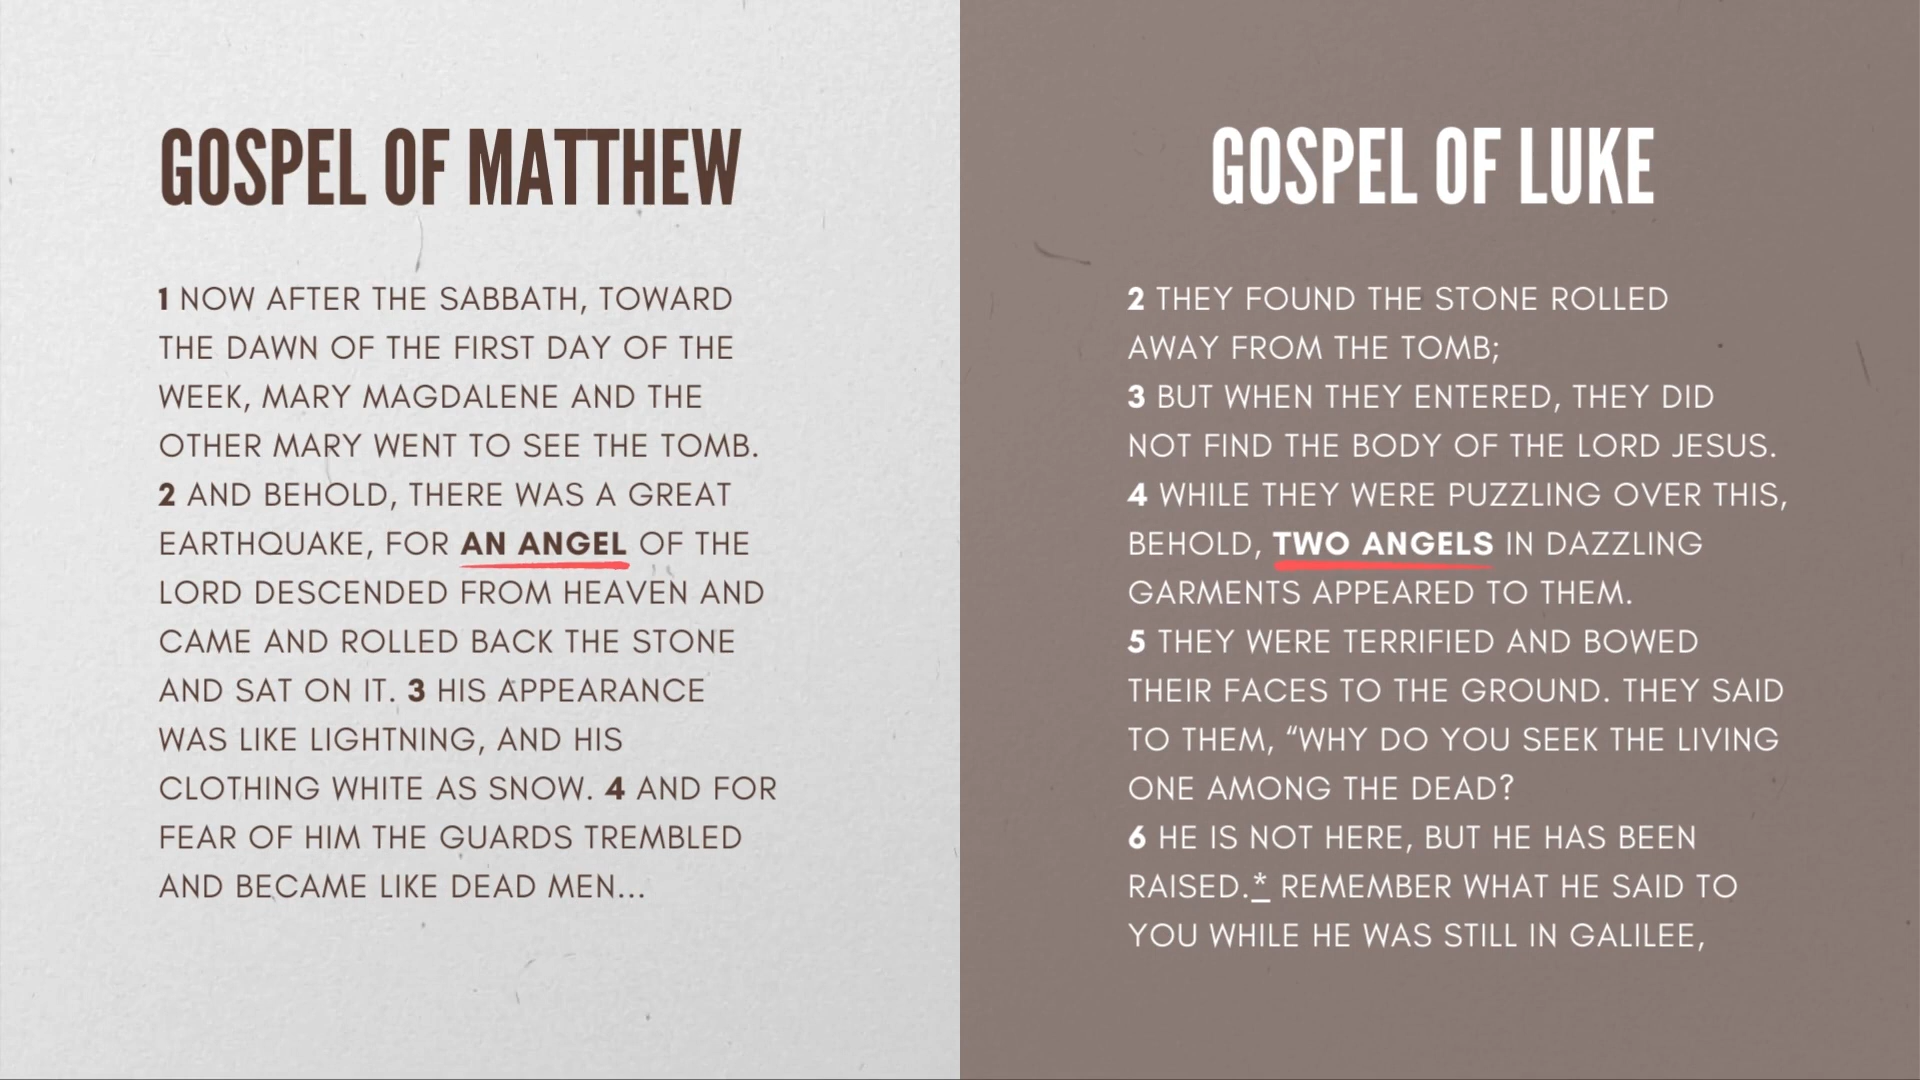 GOSPEL OF MATTHEW
1 NOW AFTER THE SABBATH, TOWARD
THE DAWN OF THE FIRST DAY OF THE
WEEK, MARY MAGDALENE AND THE
OTHER MARY WENT TO SEE THE TOMB.
2 AND BEHOLD, THERE WAS A GREAT
EARTHQUAKE, FOR AN ANGEL OF THE
LORD DESCENDED FROM HEAVEN AND
CAME AND ROLLED BACK THE STONE
AND SAT ON IT. 3 HIS APPEARANCE
WAS LIKE LIGHTNING, AND HIS
CLOTHING WHITE AS SNOW. 4 AND FOR
FEAR OF HIM THE GUARDS TREMBLED
AND BECAME LIKE DEAD MEN...
GOSPEL OF LUKE
2 THEY FOUND THE STONE ROLLED
AWAY FROM THE TOMB;
3 BUT WHEN THEY ENTERED, THEY DID
NOT FIND THE BODY OF THE LORD JESUS.
4 WHILE THEY WERE PUZZLING OVER THIS,
BEHOLD, TWO ANGELS IN DAZZLING
GARMENTS APPEARED TO THEM.
5 THEY WERE TERRIFIED AND BOWED
THEIR FACES TO THE GROUND. THEY SAID
TO THEM, “WHY DO YOU SEEK THE LIVING
ONE AMONG THE DEAD?
6 HE IS NOT HERE, BUT HE HAS BEEN
RAISED.* REMEMBER WHAT HE SAID TO
YOU WHILE HE WAS STILL IN GALILEE,